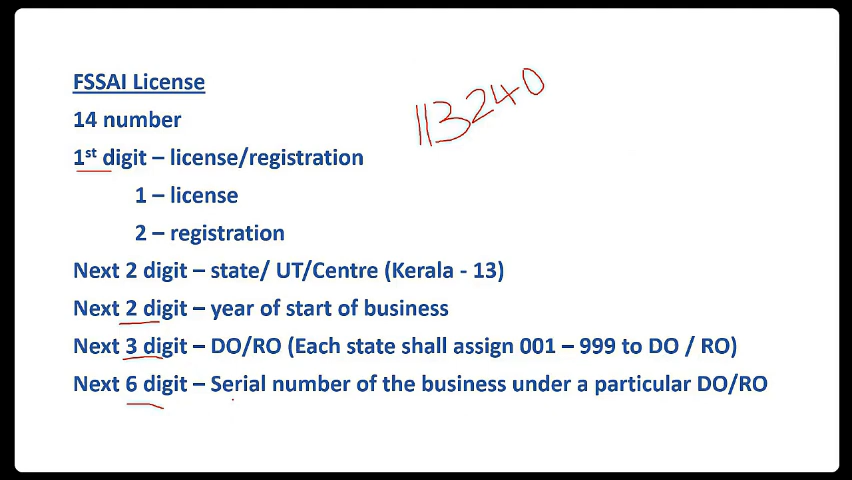 FSSAI License
113240
14 number
1st digit – license/registration
1 – license
2 – registration
Next 2 digit – state/ UT/Centre (Kerala - 13)
Next 2 digit – year of start of business
Next 3 digit – DO/RO (Each state shall assign 001 – 999 to DO / RO)
Next 6 digit – Serial number of the business under a particular DO/RO